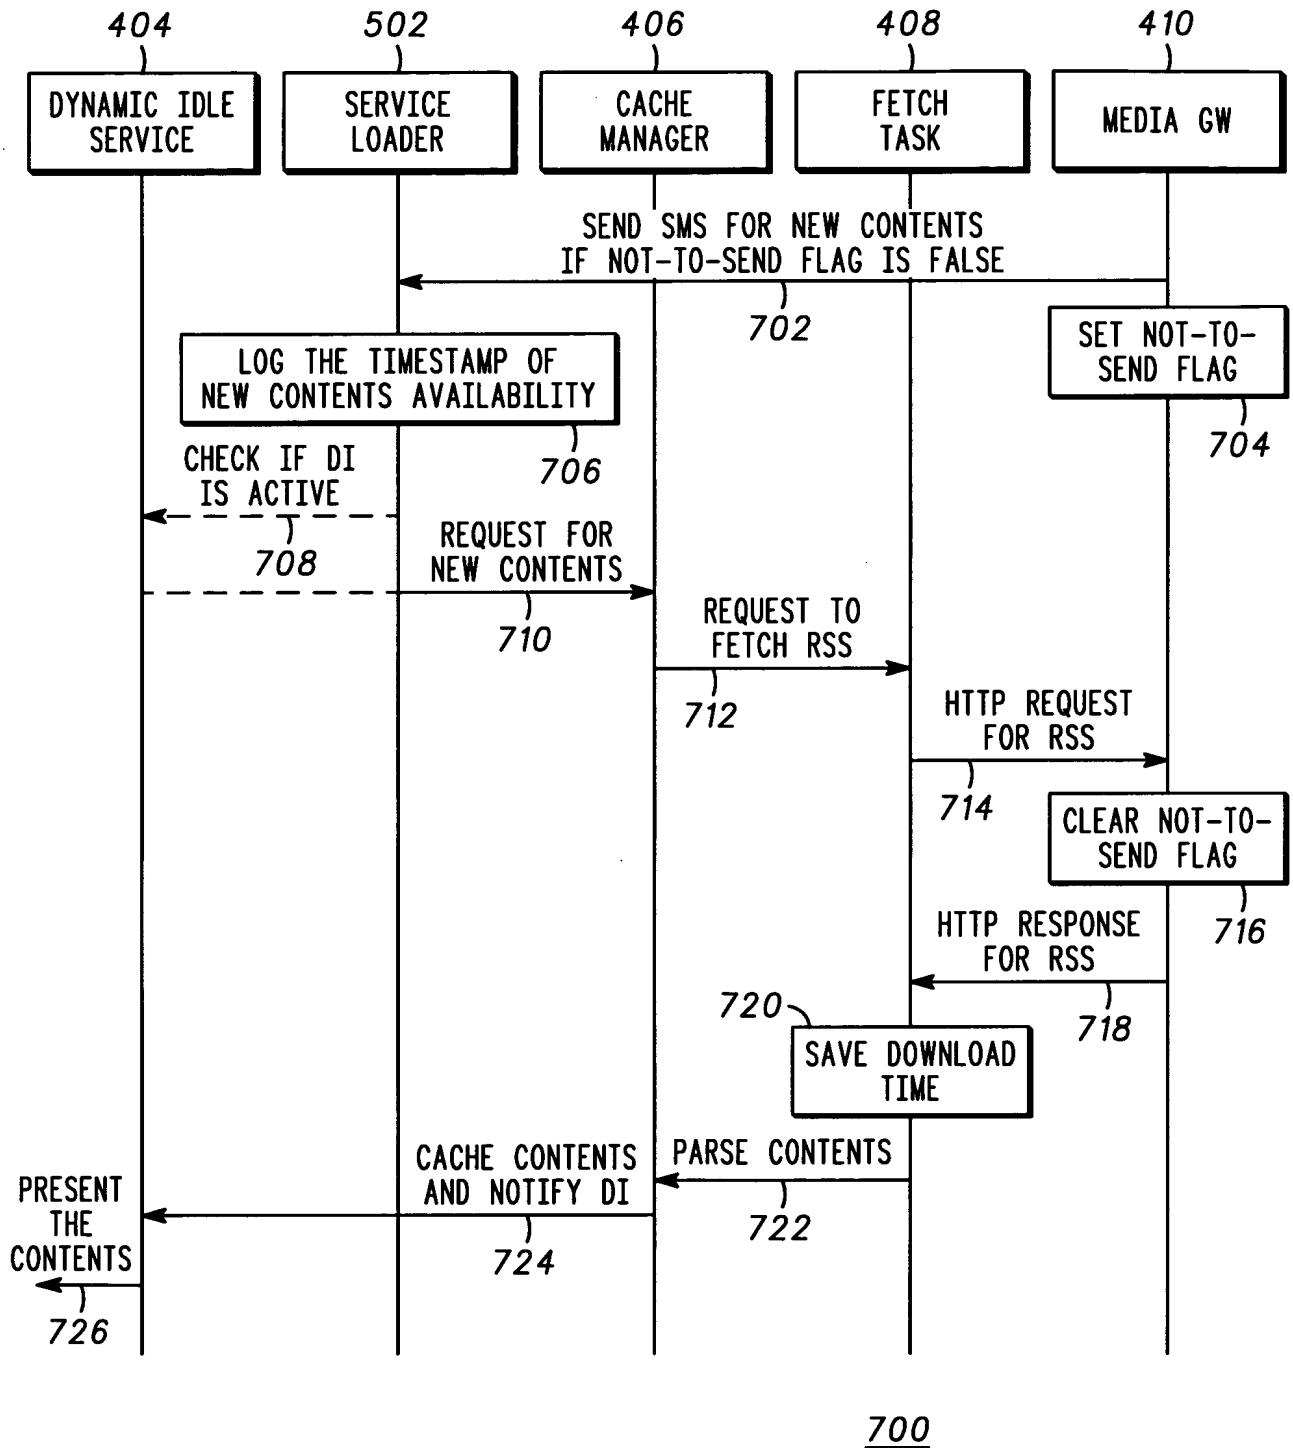 404
502
406
408
410
DYNAMIC IDLE
SERVICE
SERVICE
LOADER
CACHE
MANAGER
FETCH
TASK
MEDIA GW
SEND SMS FOR NEW CONTENTS
IF NOT-TO-SEND FLAG IS FALSE
702
SET NOT-TO-
SEND FLAG
704
LOG THE TIMESTAMP OF
NEW CONTENTS AVAILABILITY
706
CHECK IF DI
IS ACTIVE
708
REQUEST FOR
NEW CONTENTS
710
REQUEST TO
FETCH RSS
712
HTTP REQUEST
FOR RSS
714
CLEAR NOT-TO-
SEND FLAG
716
HTTP RESPONSE
FOR RSS
718
720
SAVE DOWNLOAD
TIME
PARSE CONTENTS
722
CACHE CONTENTS
AND NOTIFY DI
724
PRESENT
THE
CONTENTS
726
700